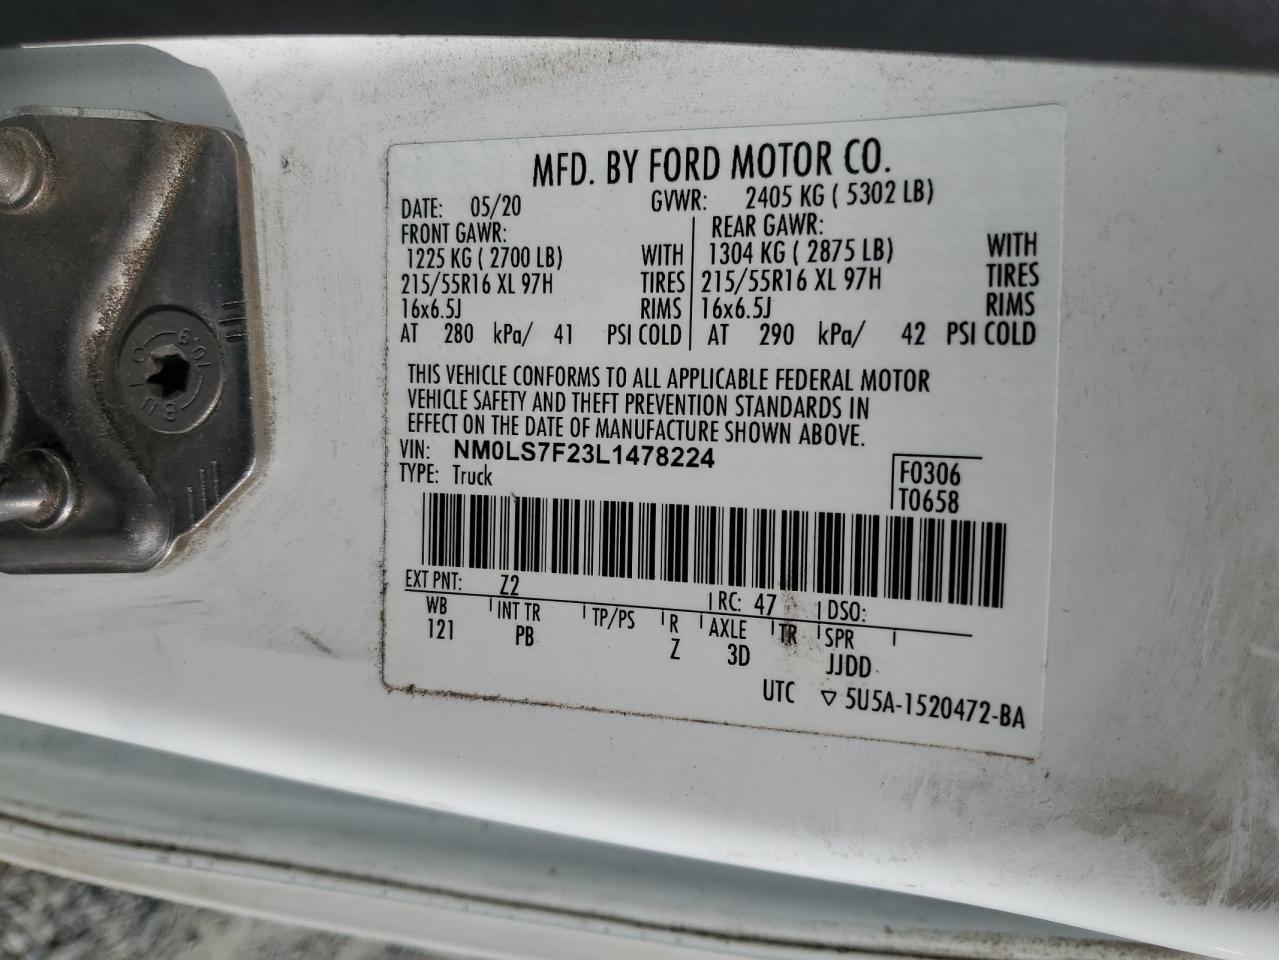 MFD. BY FORD MOTOR CO.
DATE: 05/20 GVWR: 2405 KG ( 5302 LB)
FRONT GAWR: REAR GAWR:
1225 KG ( 2700 LB) WITH 1304 KG ( 2875 LB) WITH
215/55R16 XL 97H TIRES 215/55R16 XL 97H TIRES
16x6.5J RIMS 16x6.5J RIMS
AT 280 kPa/ 41 PSI COLD AT 290 kPa/ 42 PSI COLD
THIS VEHICLE CONFORMS TO ALL APPLICABLE FEDERAL MOTOR
VEHICLE SAFETY AND THEFT PREVENTION STANDARDS IN
EFFECT ON THE DATE OF MANUFACTURE SHOWN ABOVE.
VIN: NM0LS7F23L1478224
TYPE: Truck
F0306
T0658
EXT PNT: Z2 RC: 47 DSO:
WB INT TR TP/PS R AXLE TR SPR
121 PB Z 3D JJDD
UTC ▽ 5U5A-1520472-BA
10.9
BUTC